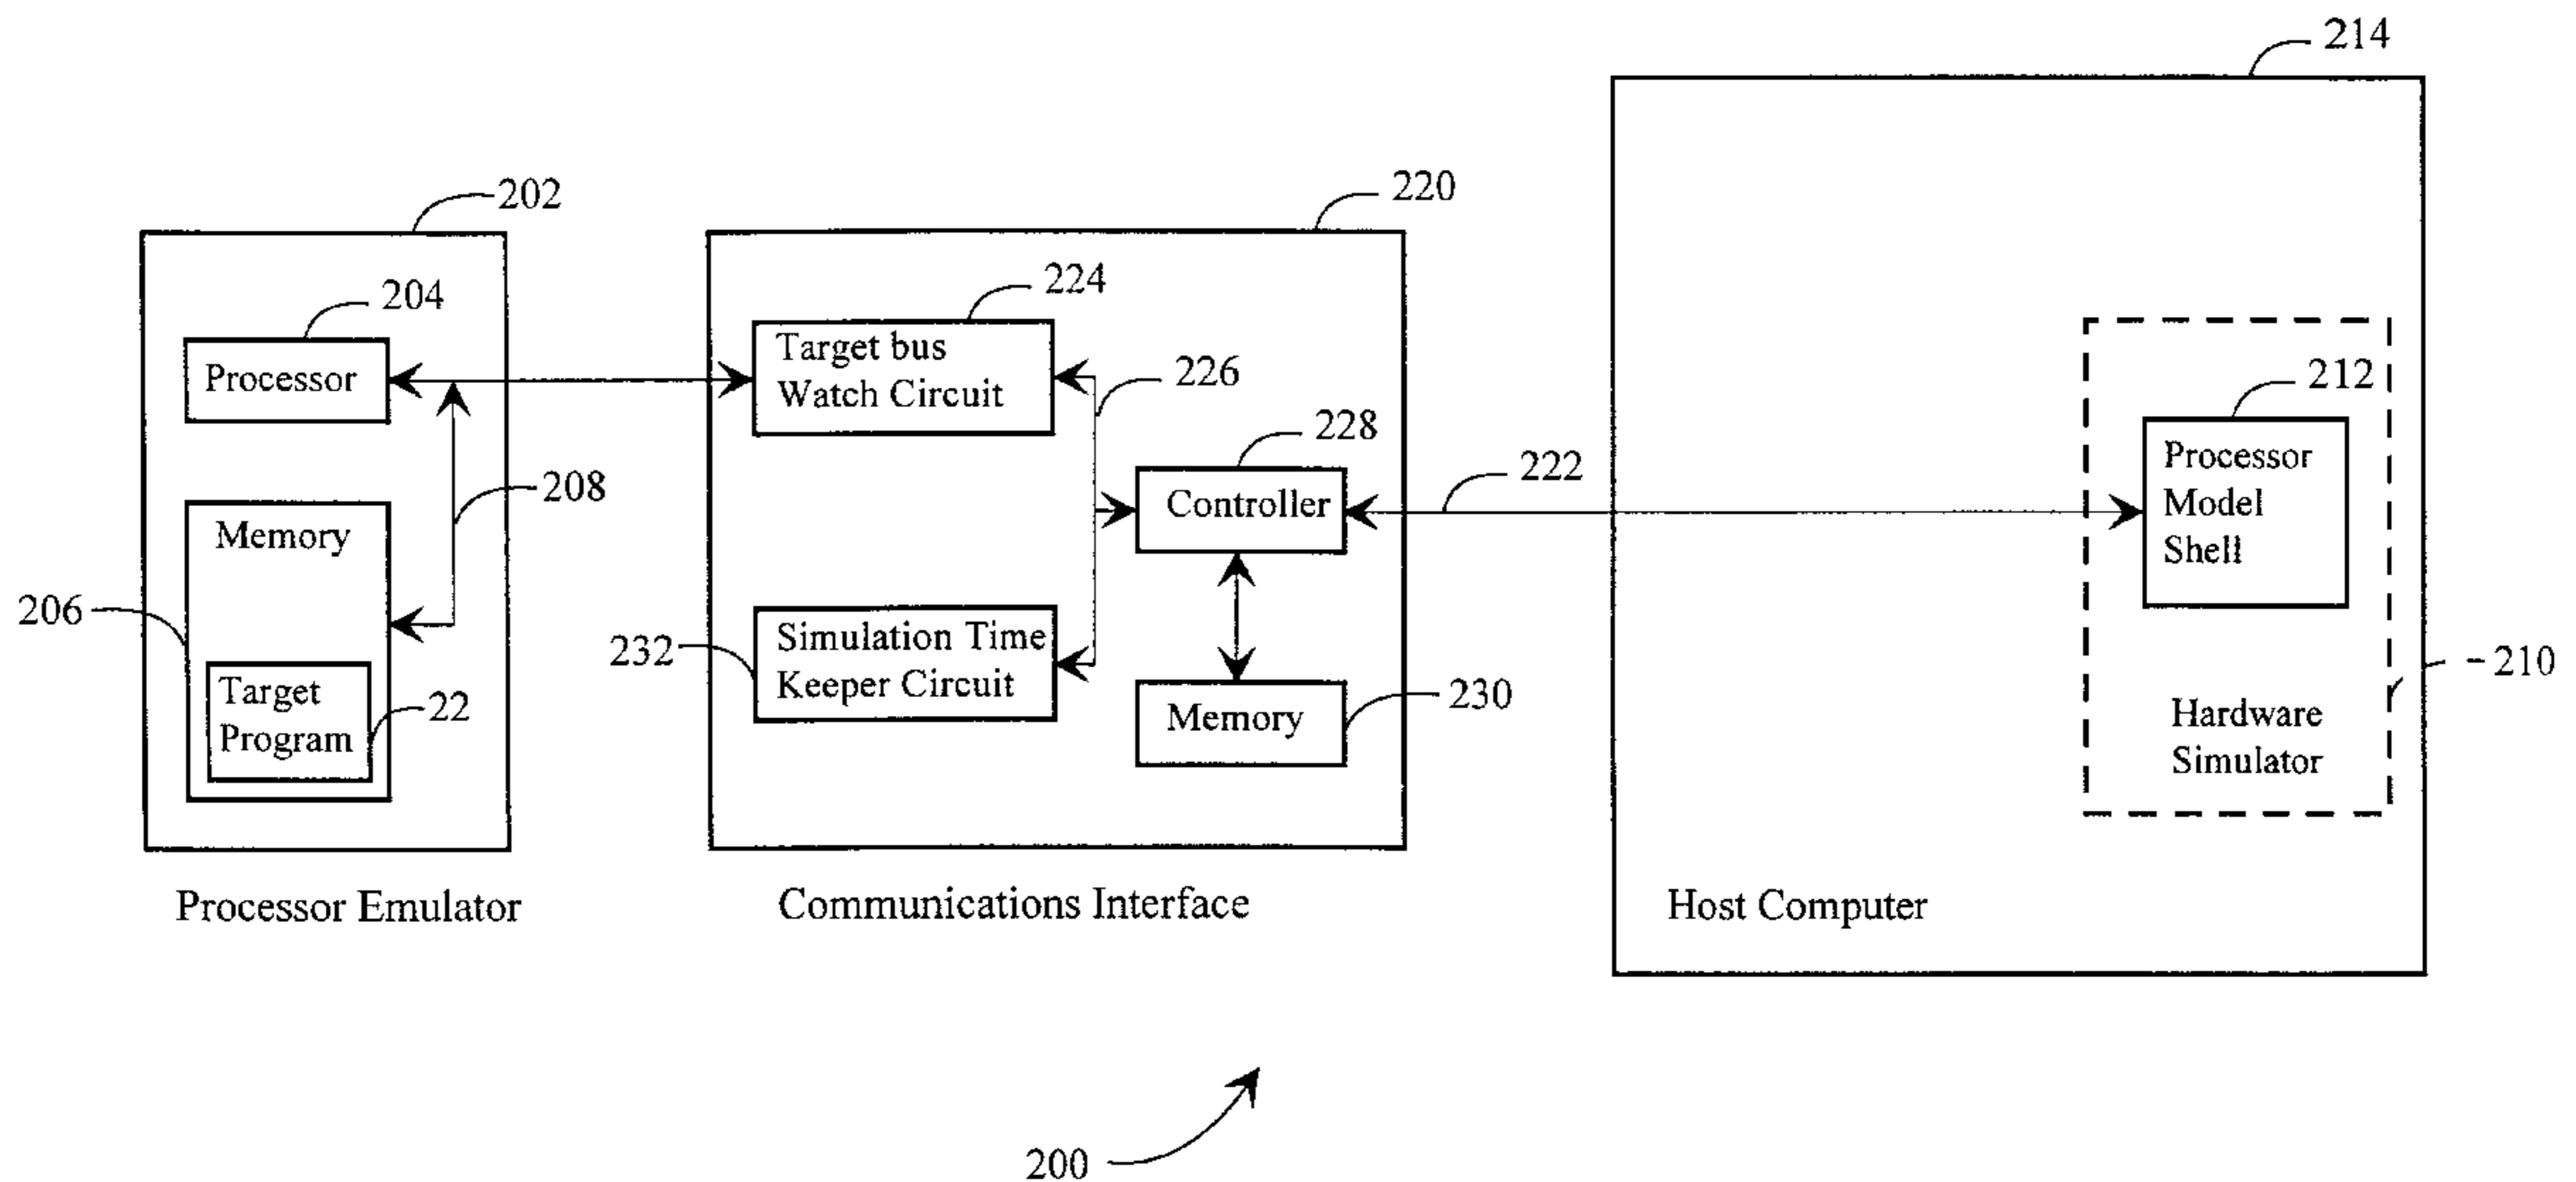 214
202
220
204
224
Processor
Target bus
Watch Circuit
226
212
228
208
Controller
222
Processor
Model
Shell
Memory
206
Target
Program
22
232
Simulation Time
Keeper Circuit
Memory
230
210
Hardware
Simulator
Processor Emulator
Communications Interface
Host Computer
200